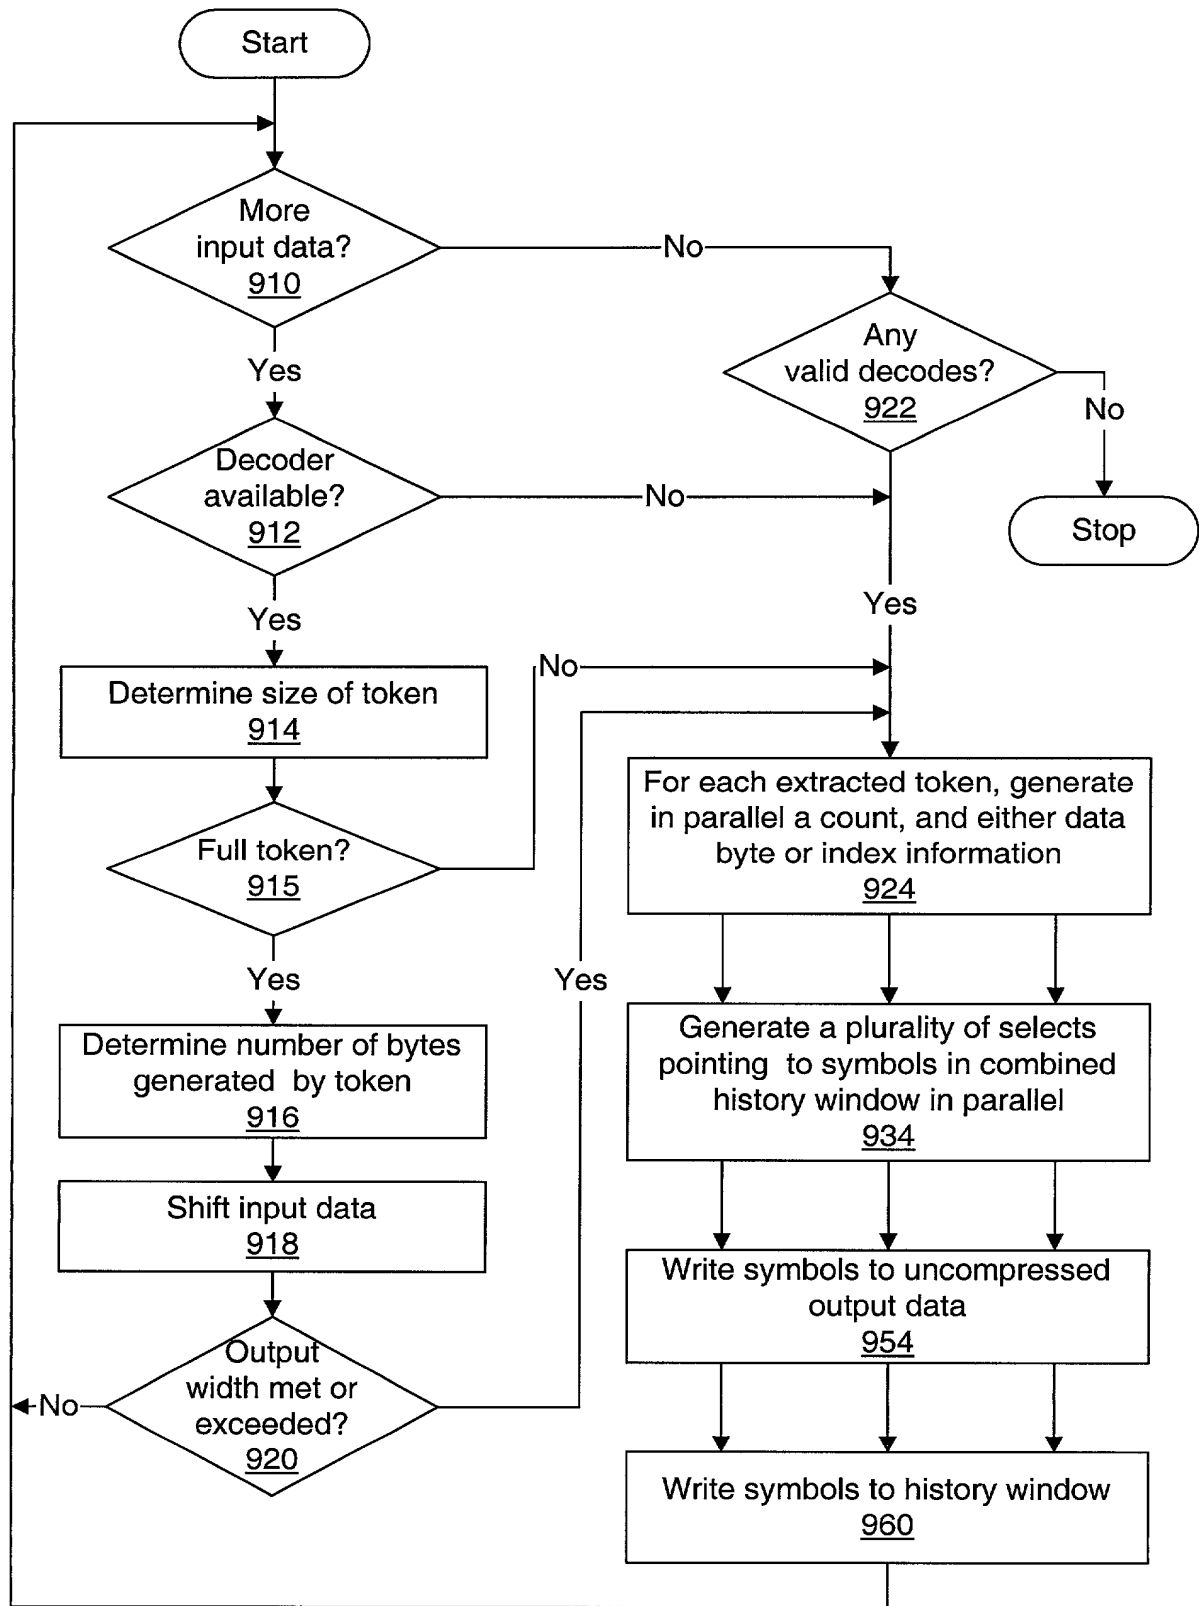 Start
More
input data?
910
No
Yes
Any
valid decodes?
922
No
Stop
Decoder
available?
912
No
Yes
Yes
Determine size of token
914
No
Full token?
915
Yes
Yes
For each extracted token, generate
in parallel a count, and either data
byte or index information
924
Determine number of bytes
generated by token
916
Generate a plurality of selects
pointing to symbols in combined
history window in parallel
934
Shift input data
918
Write symbols to uncompressed
output data
954
Output
width met or
exceeded?
920
No
Write symbols to history window
960